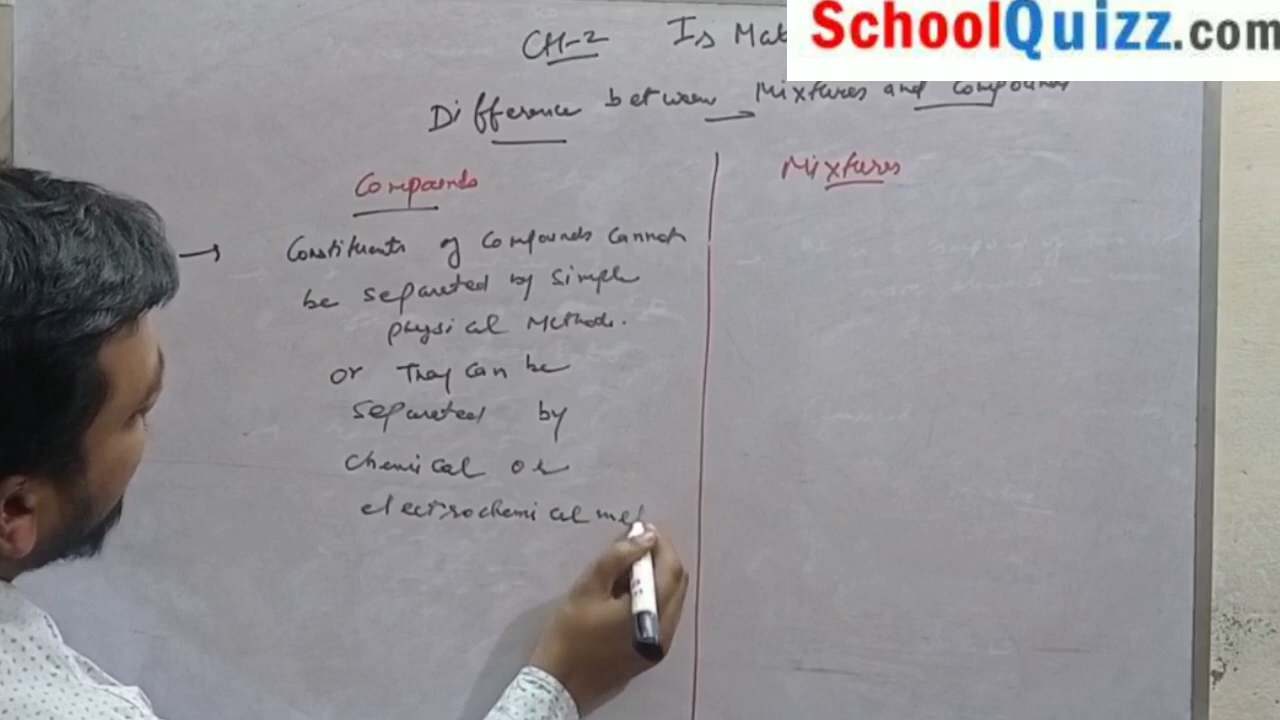 SchoolQuizz.com
CH-2 Is Mat
Difference between Mixtures and Compounds
Compounds
Mixtures
→ Constituents of Compounds cannot
be separated by simple
physical Methods.
or They can be
separated by
chemical or
electrochemical met